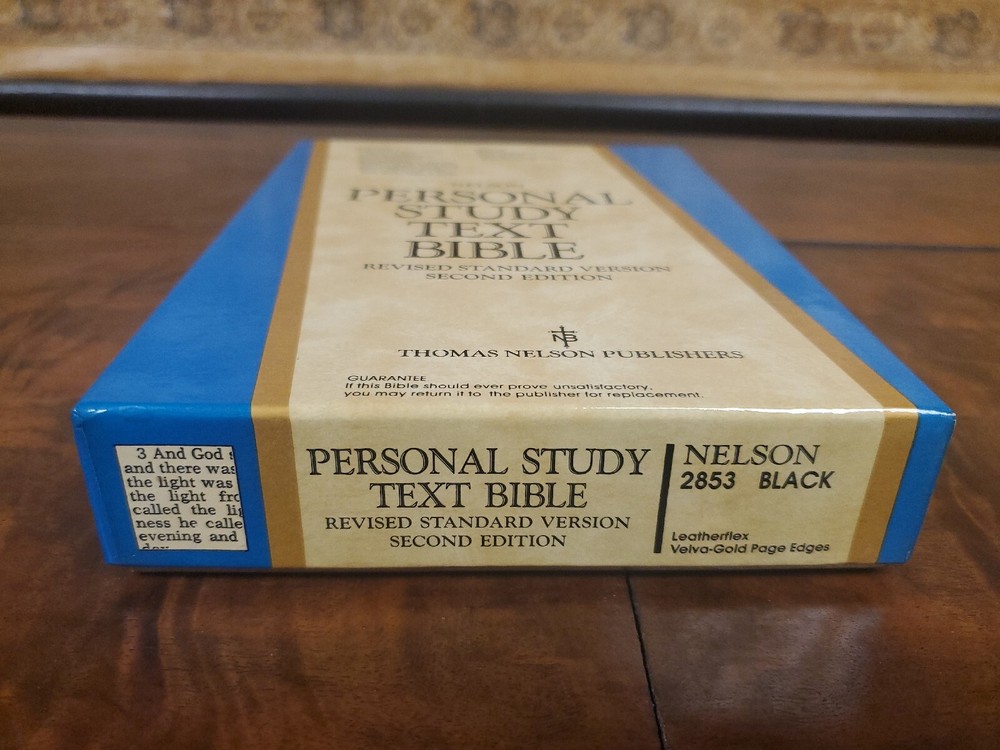 NELSON
PERSONAL
STUDY
TEXT
BIBLE
REVISED STANDARD VERSION
SECOND EDITION
NB
THOMAS NELSON PUBLISHERS
GUARANTEE
If this Bible should ever prove unsatisfactory,
you may return it to the publisher for replacement.
3 And God s
and there was
the light was
the light fro
called the lig
ness he calle
evening and
day.
PERSONAL STUDY
TEXT BIBLE
REVISED STANDARD VERSION
SECOND EDITION
NELSON
2853 BLACK
Leatherflex
Velva-Gold Page Edges